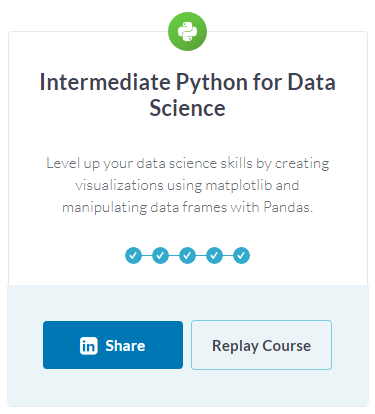 Intermediate Python for Data
Science
Level up your data science skills by creating
visualizations using matplotlib and
manipulating data frames with Pandas.
in Share
Replay Course